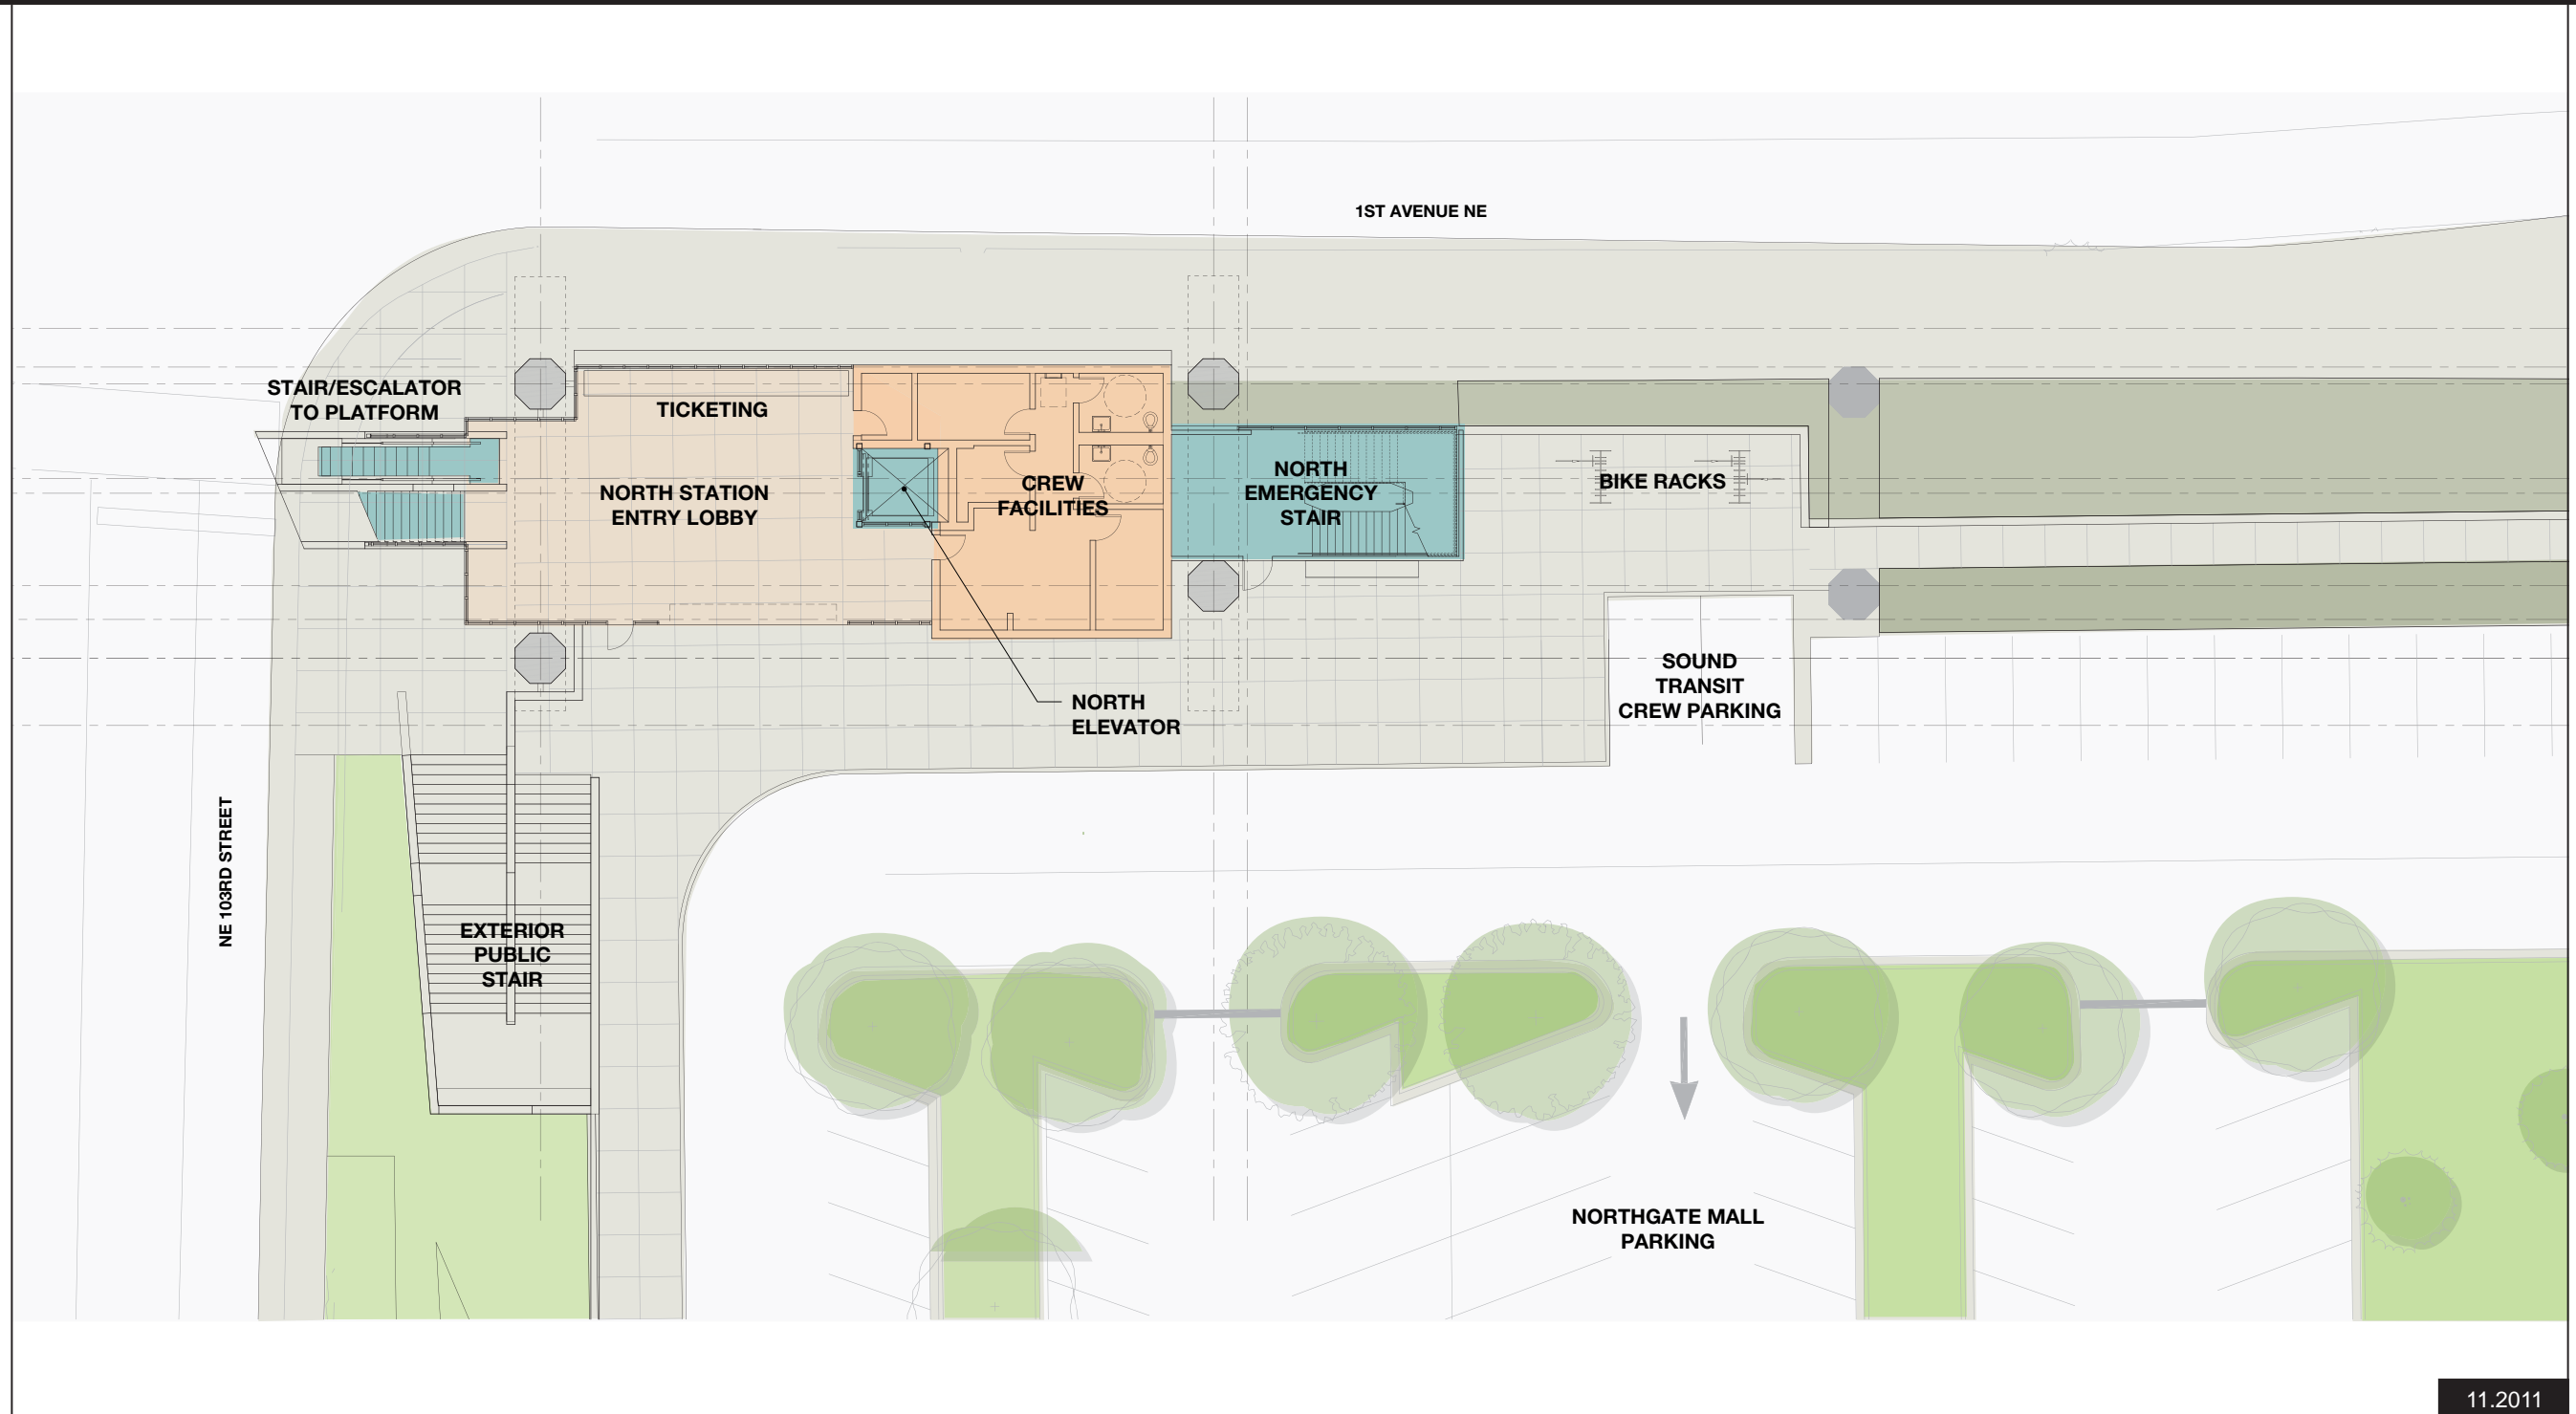 1ST AVENUE NE
STAIR/ESCALATOR
TO PLATFORM
TICKETING
NORTH STATION
ENTRY LOBBY
CREW
FACILITIES
NORTH
EMERGENCY
STAIR
BIKE RACKS
NORTH
ELEVATOR
SOUND
TRANSIT
CREW PARKING
NE 103RD STREET
EXTERIOR
PUBLIC
STAIR
NORTHGATE MALL
PARKING
11.2011